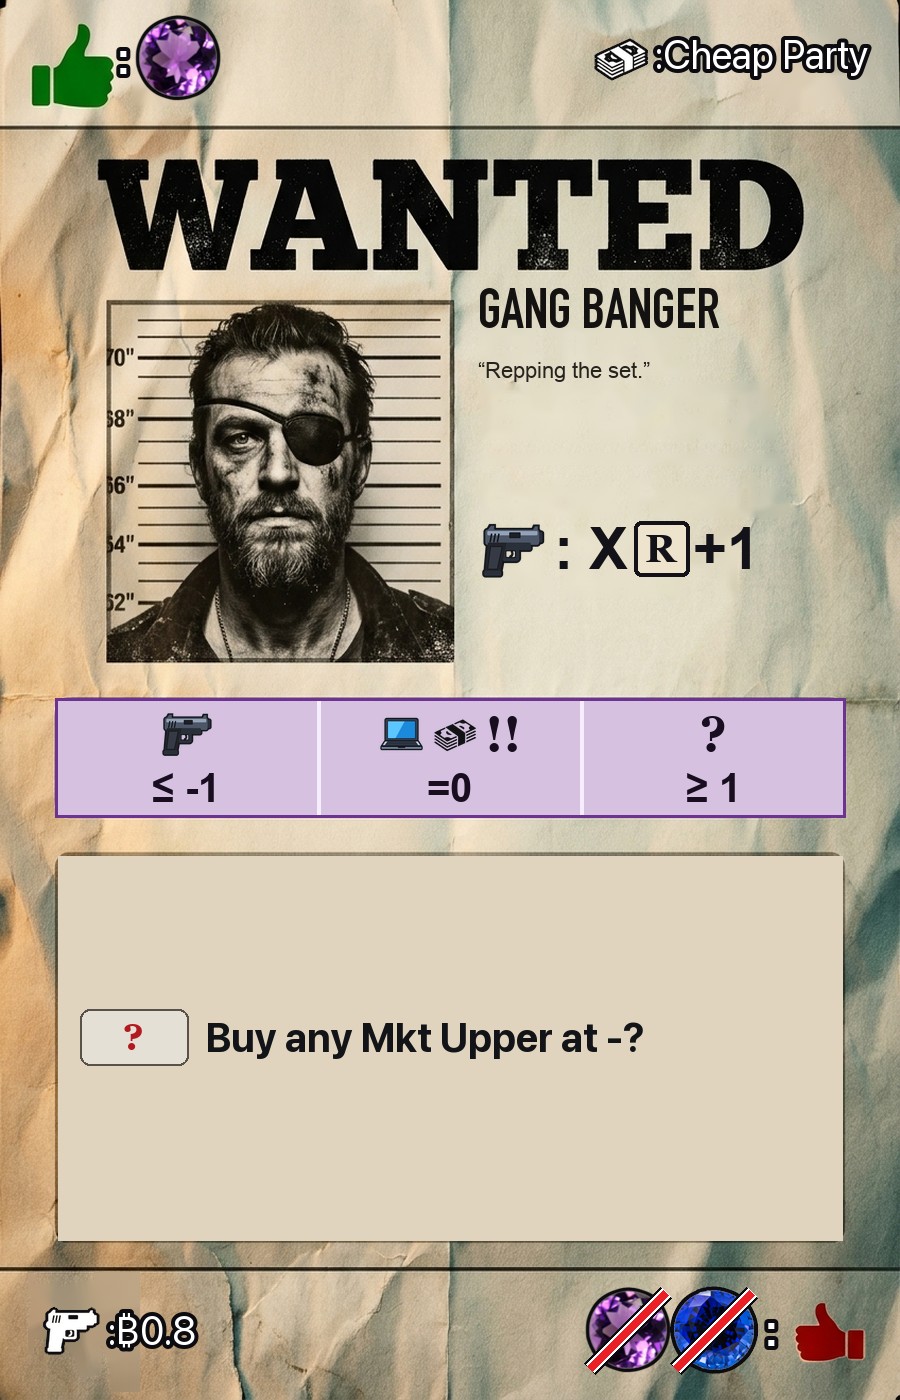 : :Cheap Party
WANTED
GANG BANGER
“Repping the set.”
70"
68"
66"
64"
62"
: X R +1
!! ?
≤ -1 =0 ≥ 1
? Buy any Mkt Upper at -?
:₿0.8 :